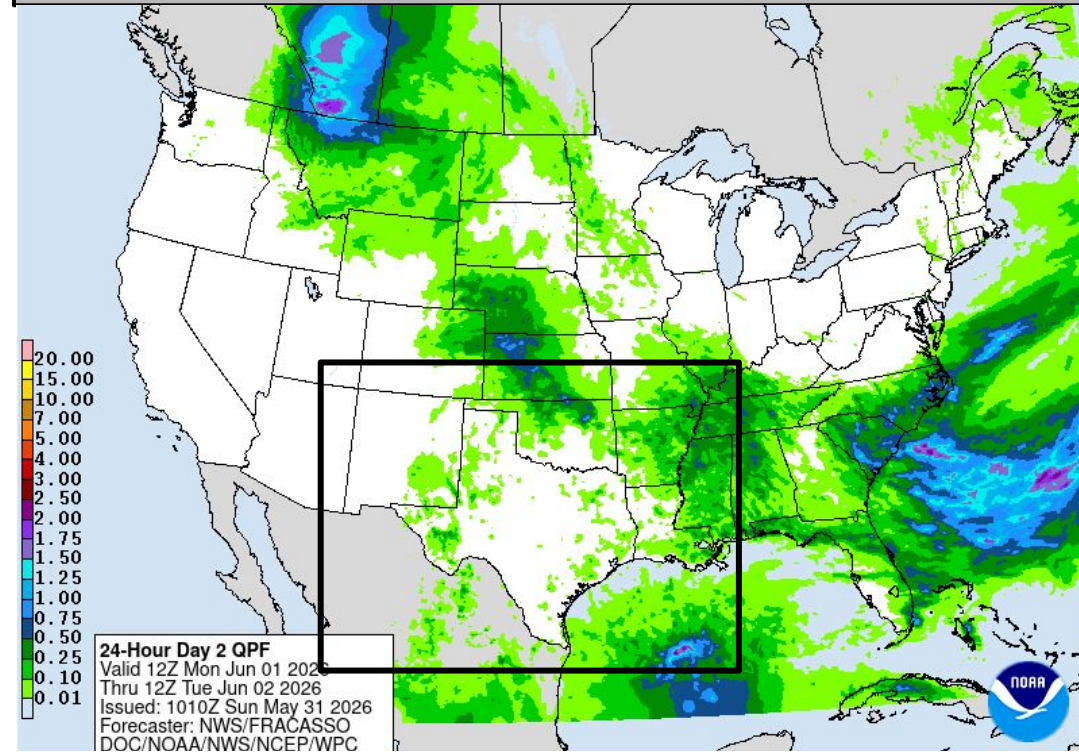 20.00
15.00
10.00
7.00
5.00
4.00
3.00
2.50
2.00
1.75
1.50
1.25
1.00
0.75
0.50
0.25
0.10
0.01
24-Hour Day 2 QPF
Valid 12Z Mon Jun 01 2026
Thru 12Z Tue Jun 02 2026
Issued: 1010Z Sun May 31 2026
Forecaster: NWS/FRACASSO
DOC/NOAA/NWS/NCEP/WPC
NOAA